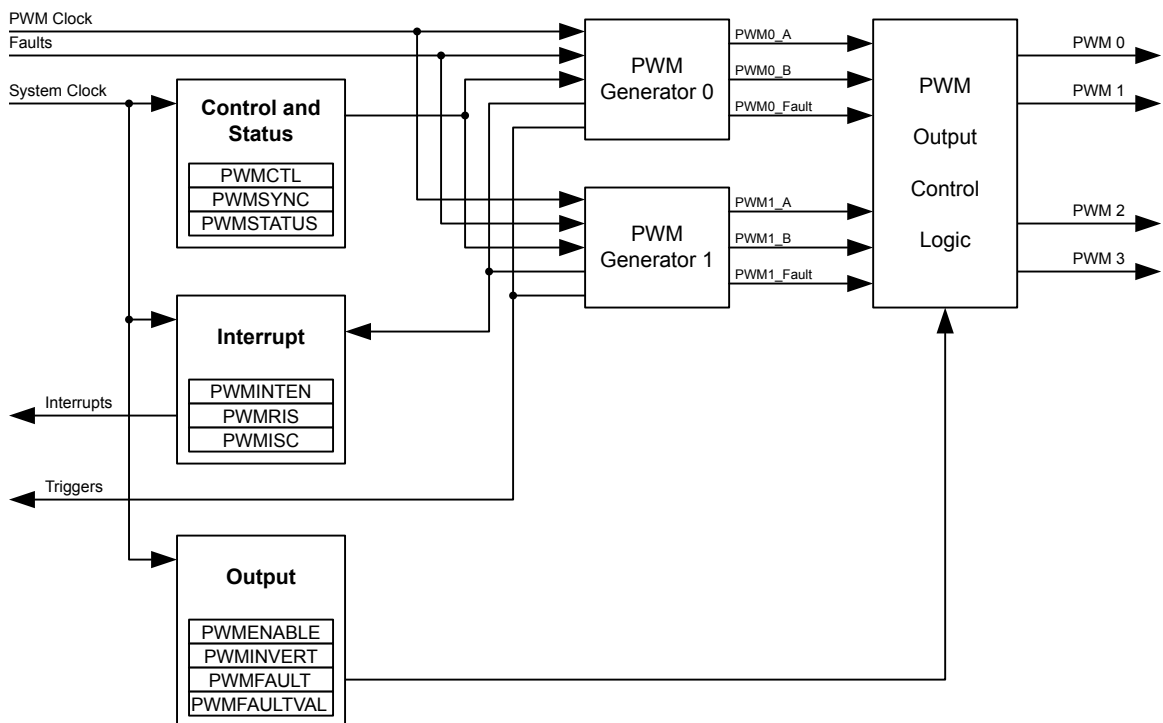 PWM Clock
Faults
System Clock
Control and
Status
PWMCTL
PWMSYNC
PWMSTATUS
Interrupt
PWMINTEN
PWMRIS
PWMISC
Interrupts
Triggers
Output
PWMENABLE
PWMINVERT
PWMFAULT
PWMFAULTVAL
PWM
Generator 0
PWM0_A
PWM0_B
PWM0_Fault
PWM
Generator 1
PWM1_A
PWM1_B
PWM1_Fault
PWM
Output
Control
Logic
PWM 0
PWM 1
PWM 2
PWM 3